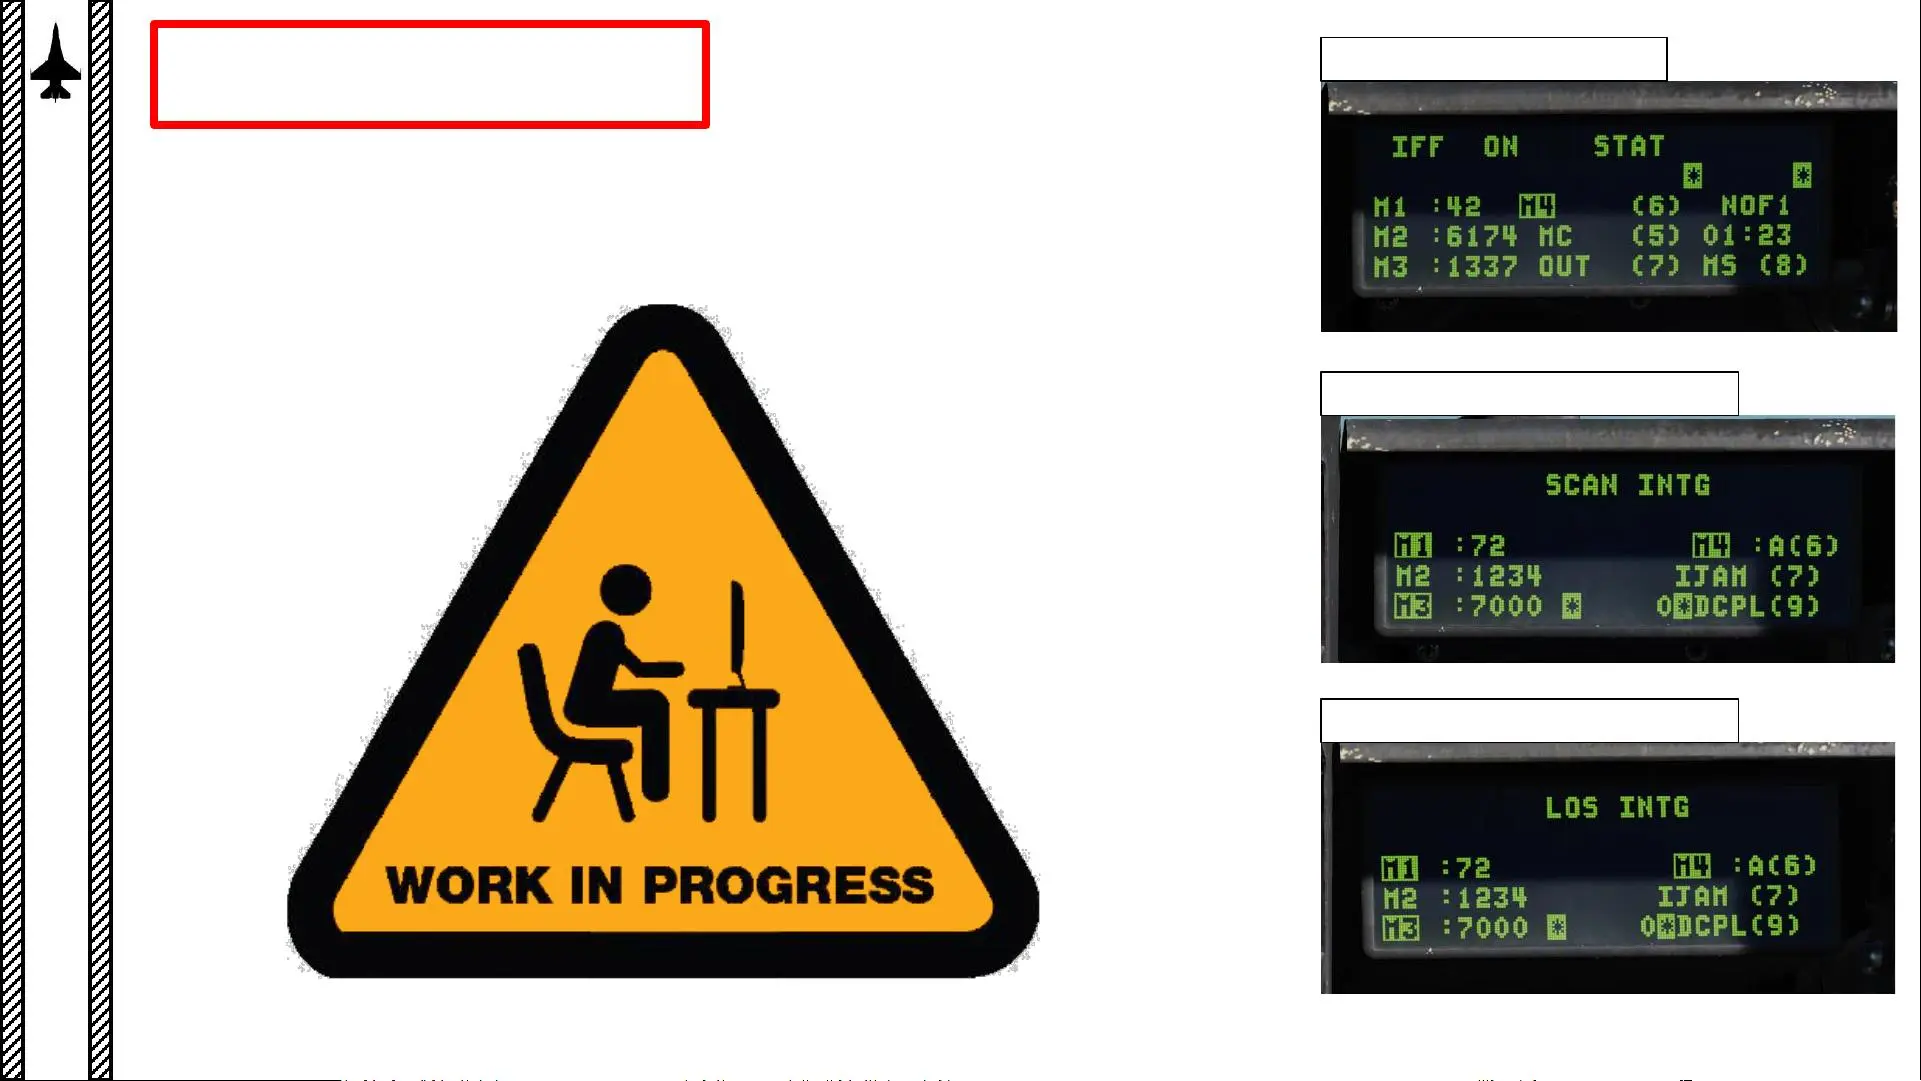 IFF ON STAT
M1 :42 M4 (6) NOF1
M2 :6174 MC (5) 01:23
M3 :1337 OUT (7) MS (8)
SCAN INTG
M1 :72 M4 :A(6)
M2 :1234 IJAM (7)
M3 :7000 * 0*DCPL(9)
LOS INTG
M1 :72 M4 :A(6)
M2 :1234 IJAM (7)
M3 :7000 * 0*DCPL(9)
WORK IN PROGRESS